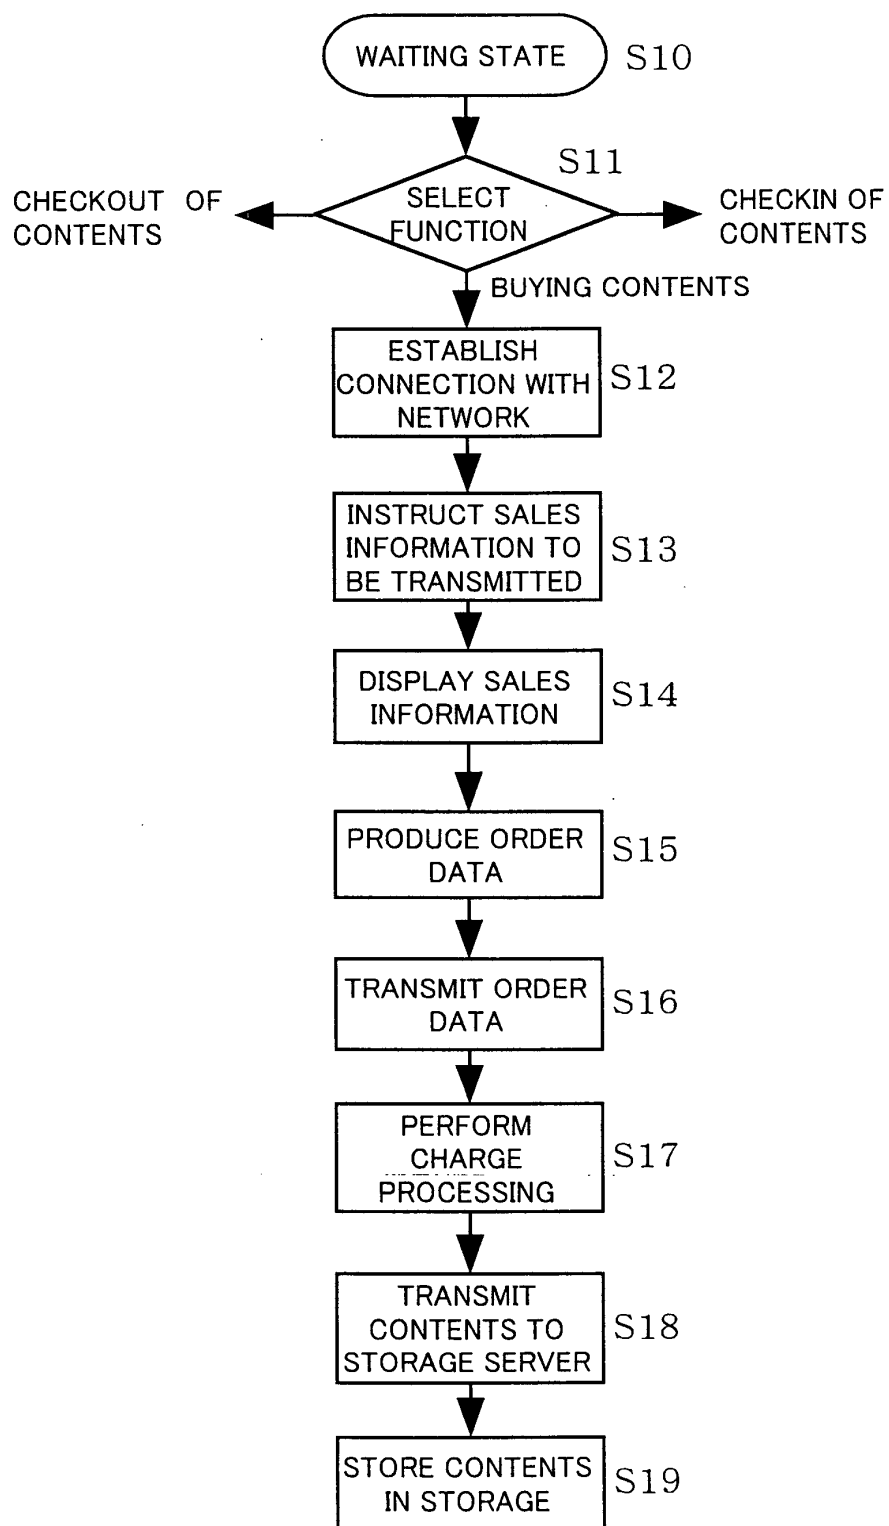 WAITING STATE
S10
S11
SELECT
FUNCTION
CHECKOUT OF
CONTENTS
CHECKIN OF
CONTENTS
BUYING CONTENTS
ESTABLISH
CONNECTION WITH
NETWORK
S12
INSTRUCT SALES
INFORMATION TO
BE TRANSMITTED
S13
DISPLAY SALES
INFORMATION
S14
PRODUCE ORDER
DATA
S15
TRANSMIT ORDER
DATA
S16
PERFORM
CHARGE
PROCESSING
S17
TRANSMIT
CONTENTS TO
STORAGE SERVER
S18
STORE CONTENTS
IN STORAGE
S19